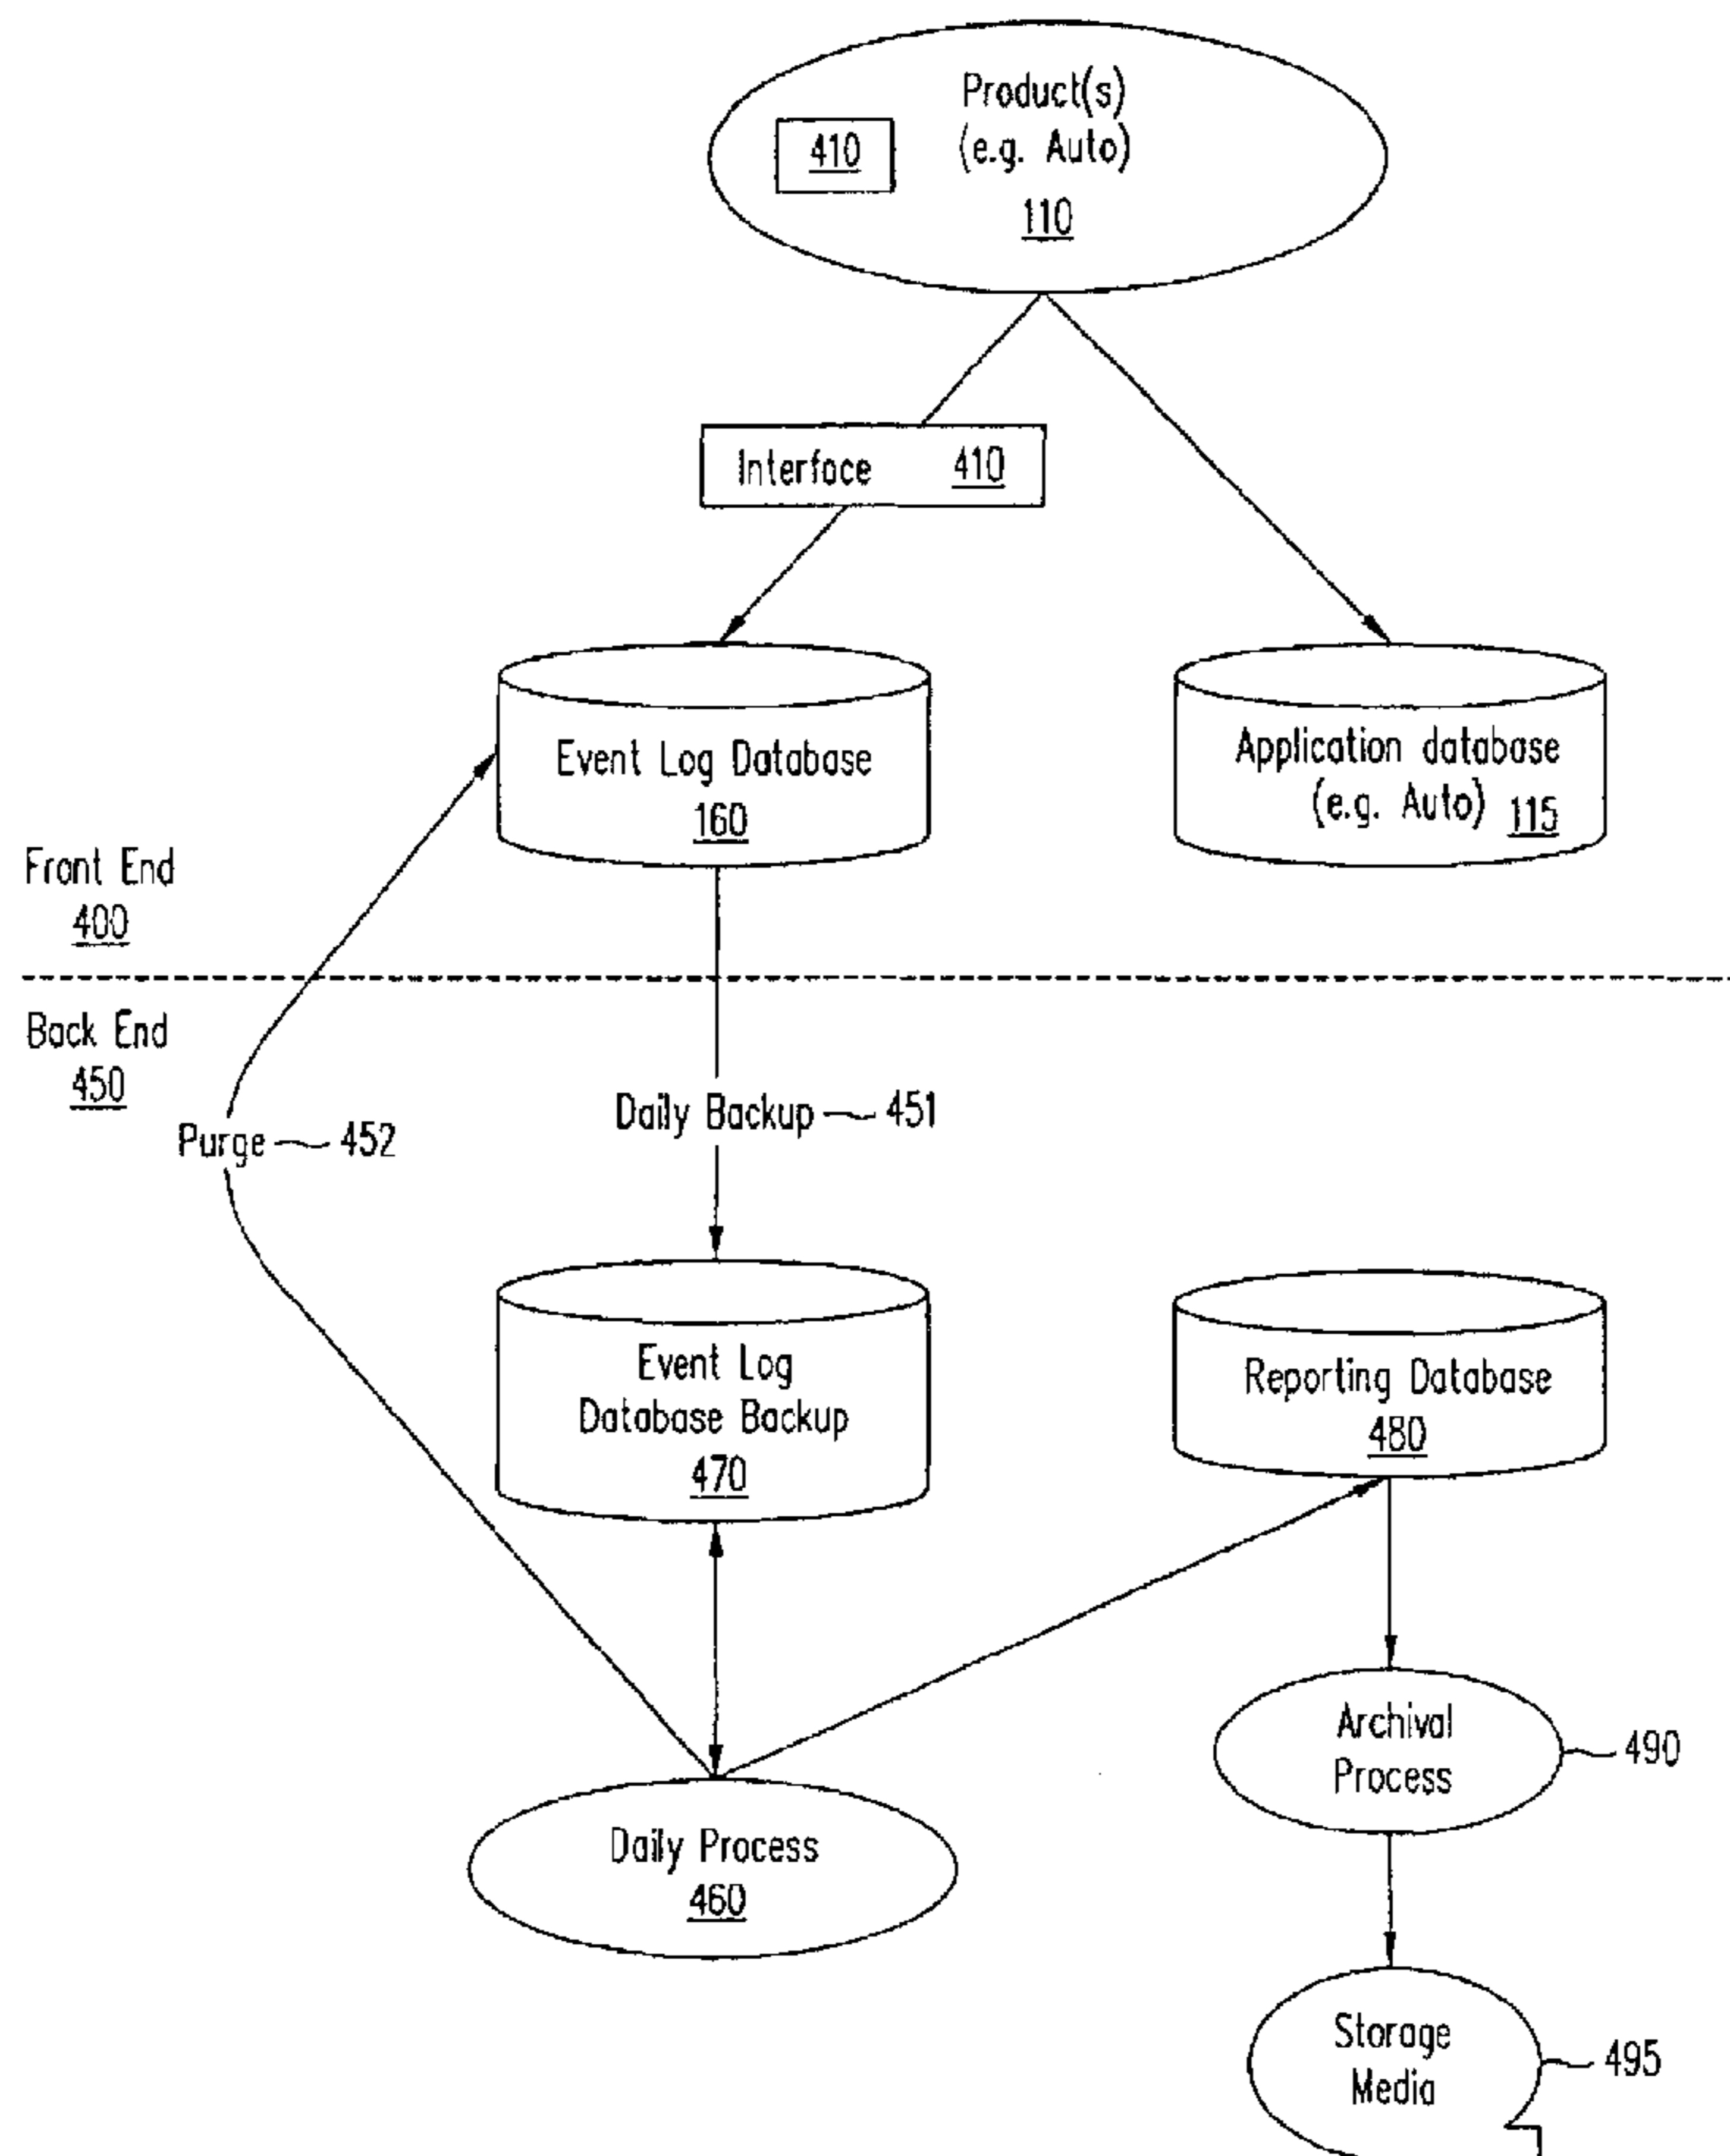 Product(s)
410
(e.g. Auto)
110
Interface 410
Event Log Database
160
Application database
(e.g. Auto) 115
Front End
400
Back End
450
Daily Backup 451
Purge 452
Event Log
Database Backup
470
Reporting Database
480
Archival
Process
490
Daily Process
460
Storage
Media
495